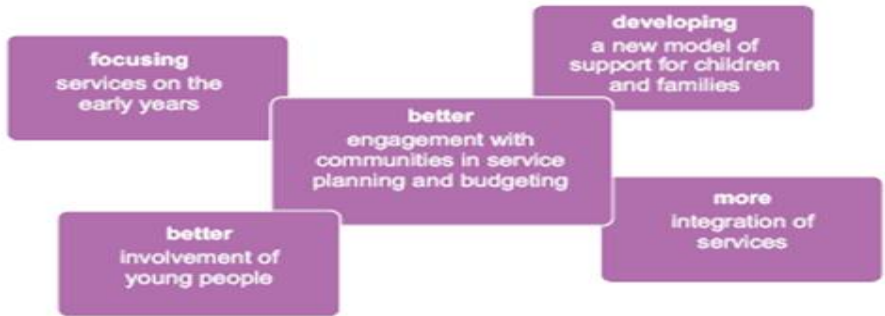 focusing
services on the
early years
developing
a new model of
support for children
and families
better
engagement with
communities in service
planning and budgeting
better
involvement of
young people
more
integration of
services